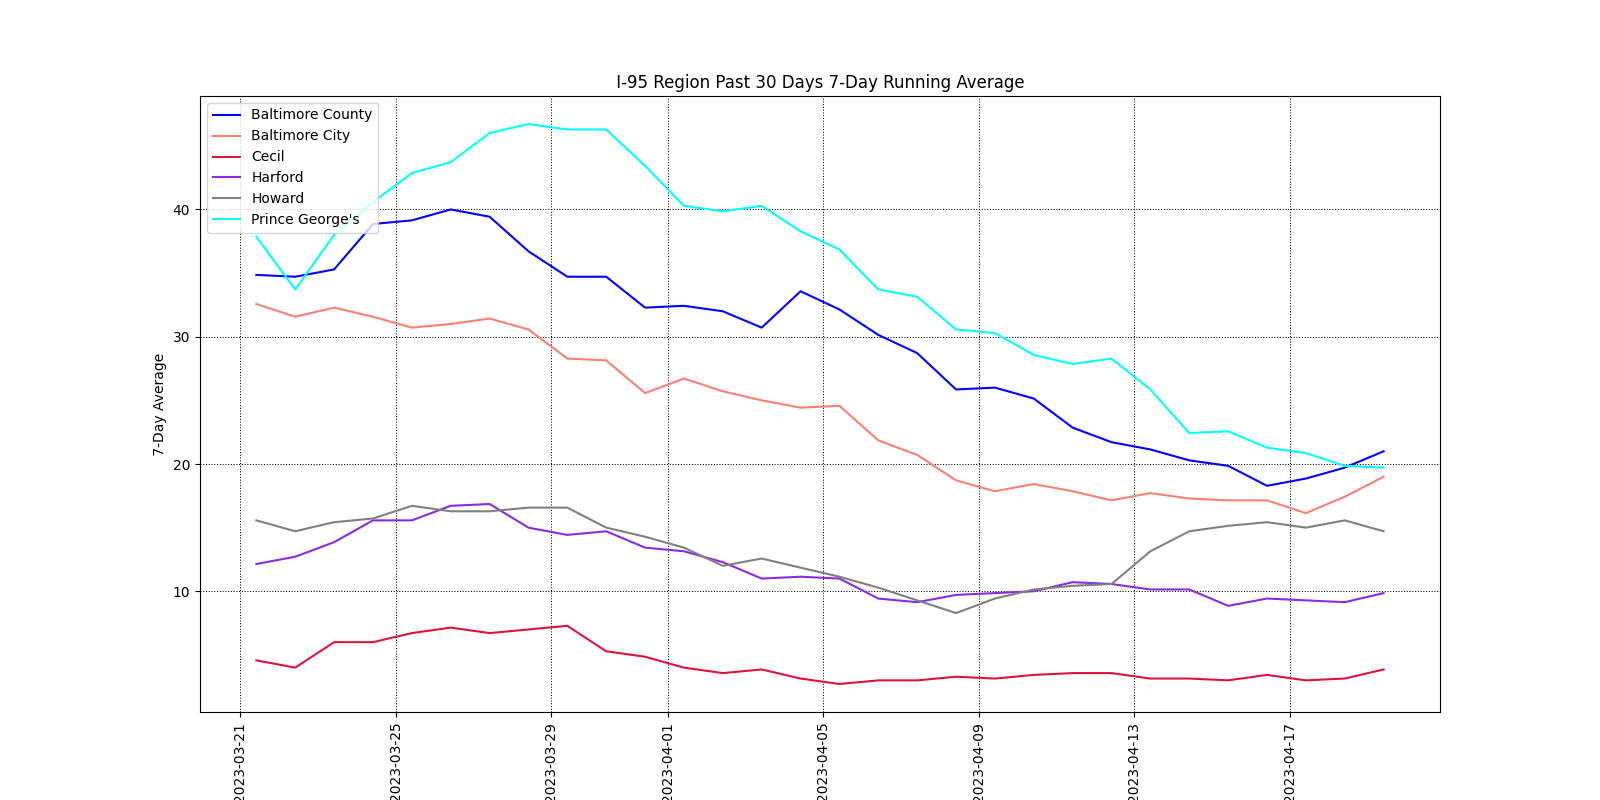 I-95 Region Past 30 Days 7-Day Running Average
Baltimore County
Baltimore City
Cecil
Harford
Howard
Prince George's
7-Day Average
40
30
20
10
2023-03-21
2023-03-25
2023-03-29
2023-04-01
2023-04-05
2023-04-09
2023-04-13
2023-04-17